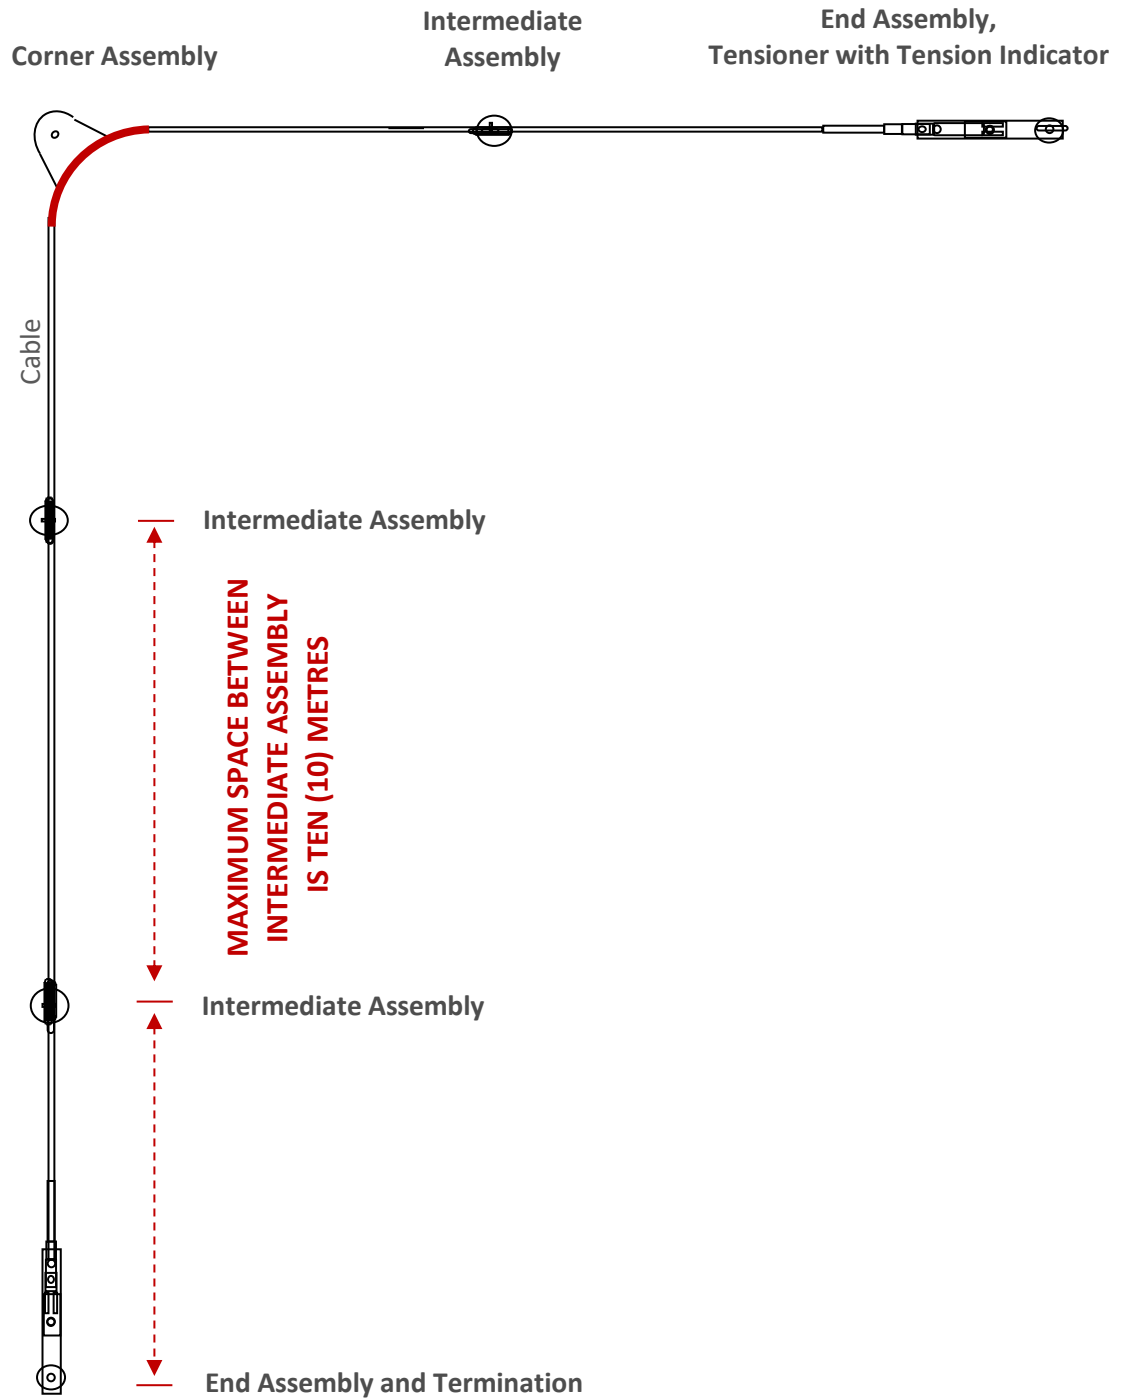 Corner Assembly
Intermediate
Assembly
End Assembly,
Tensioner with Tension Indicator
Cable
Intermediate Assembly
MAXIMUM SPACE BETWEEN
INTERMEDIATE ASSEMBLY
IS TEN (10) METRES
Intermediate Assembly
End Assembly and Termination